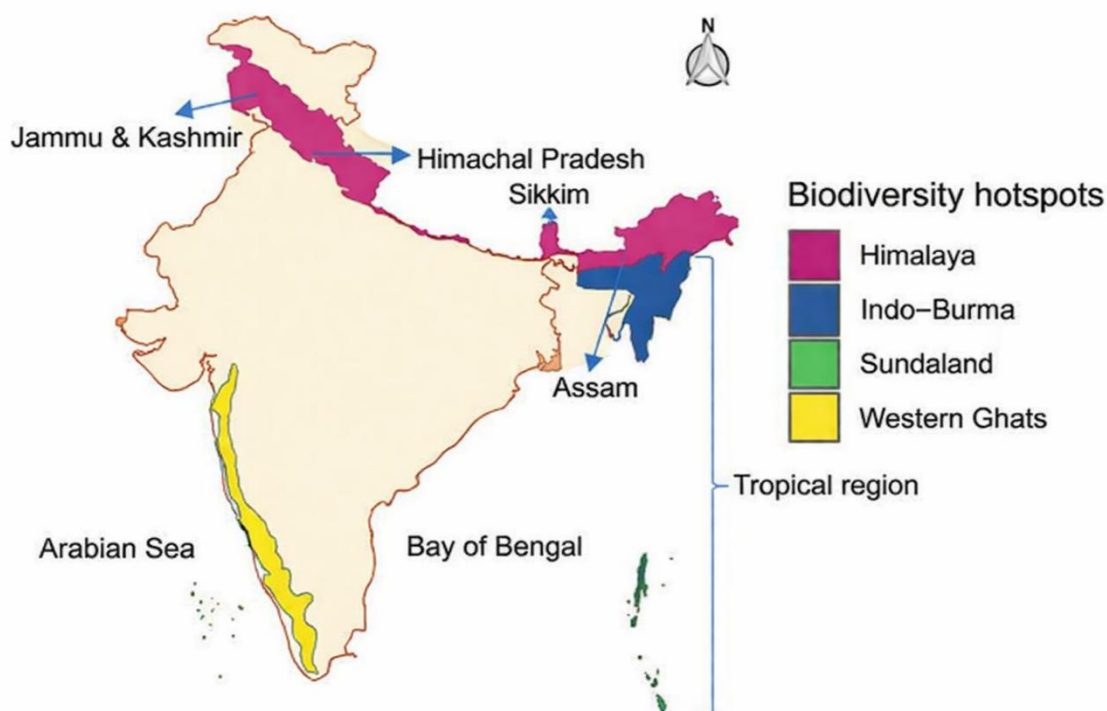 N
Jammu & Kashmir
Himachal Pradesh
Sikkim
Biodiversity hotspots
Himalaya
Indo–Burma
Sundaland
Western Ghats
Assam
Tropical region
Arabian Sea
Bay of Bengal